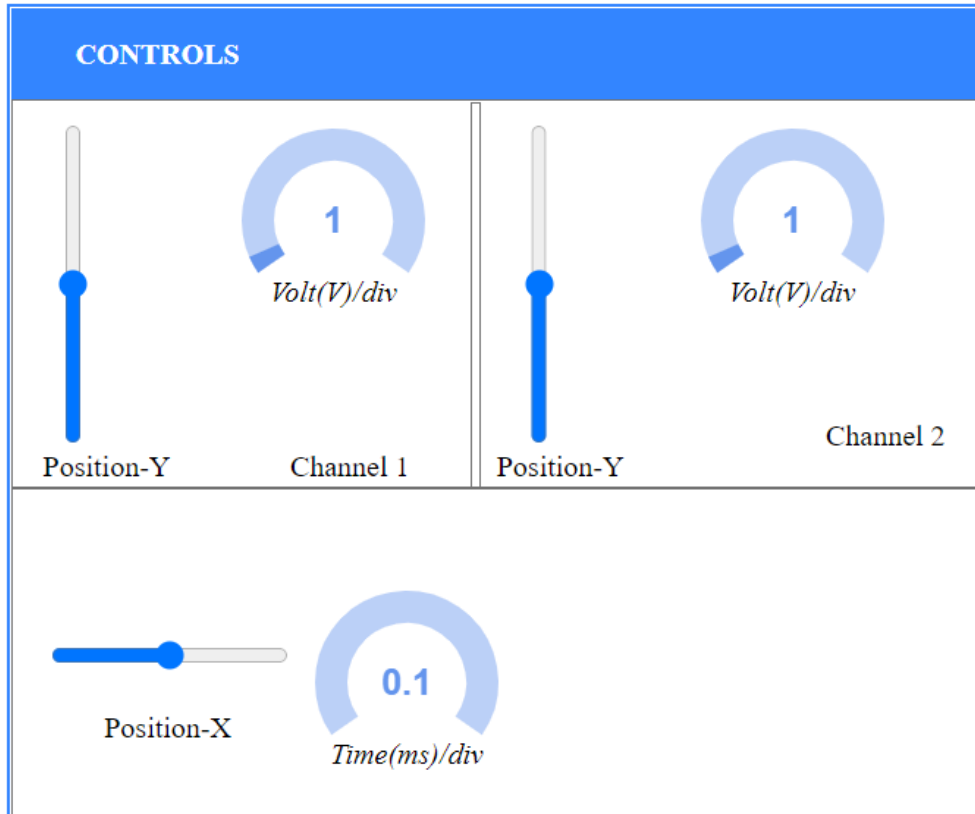 CONTROLS
1
Volt(V)/div
Position-Y
Channel 1
1
Volt(V)/div
Position-Y
Channel 2
Position-X
0.1
Time(ms)/div